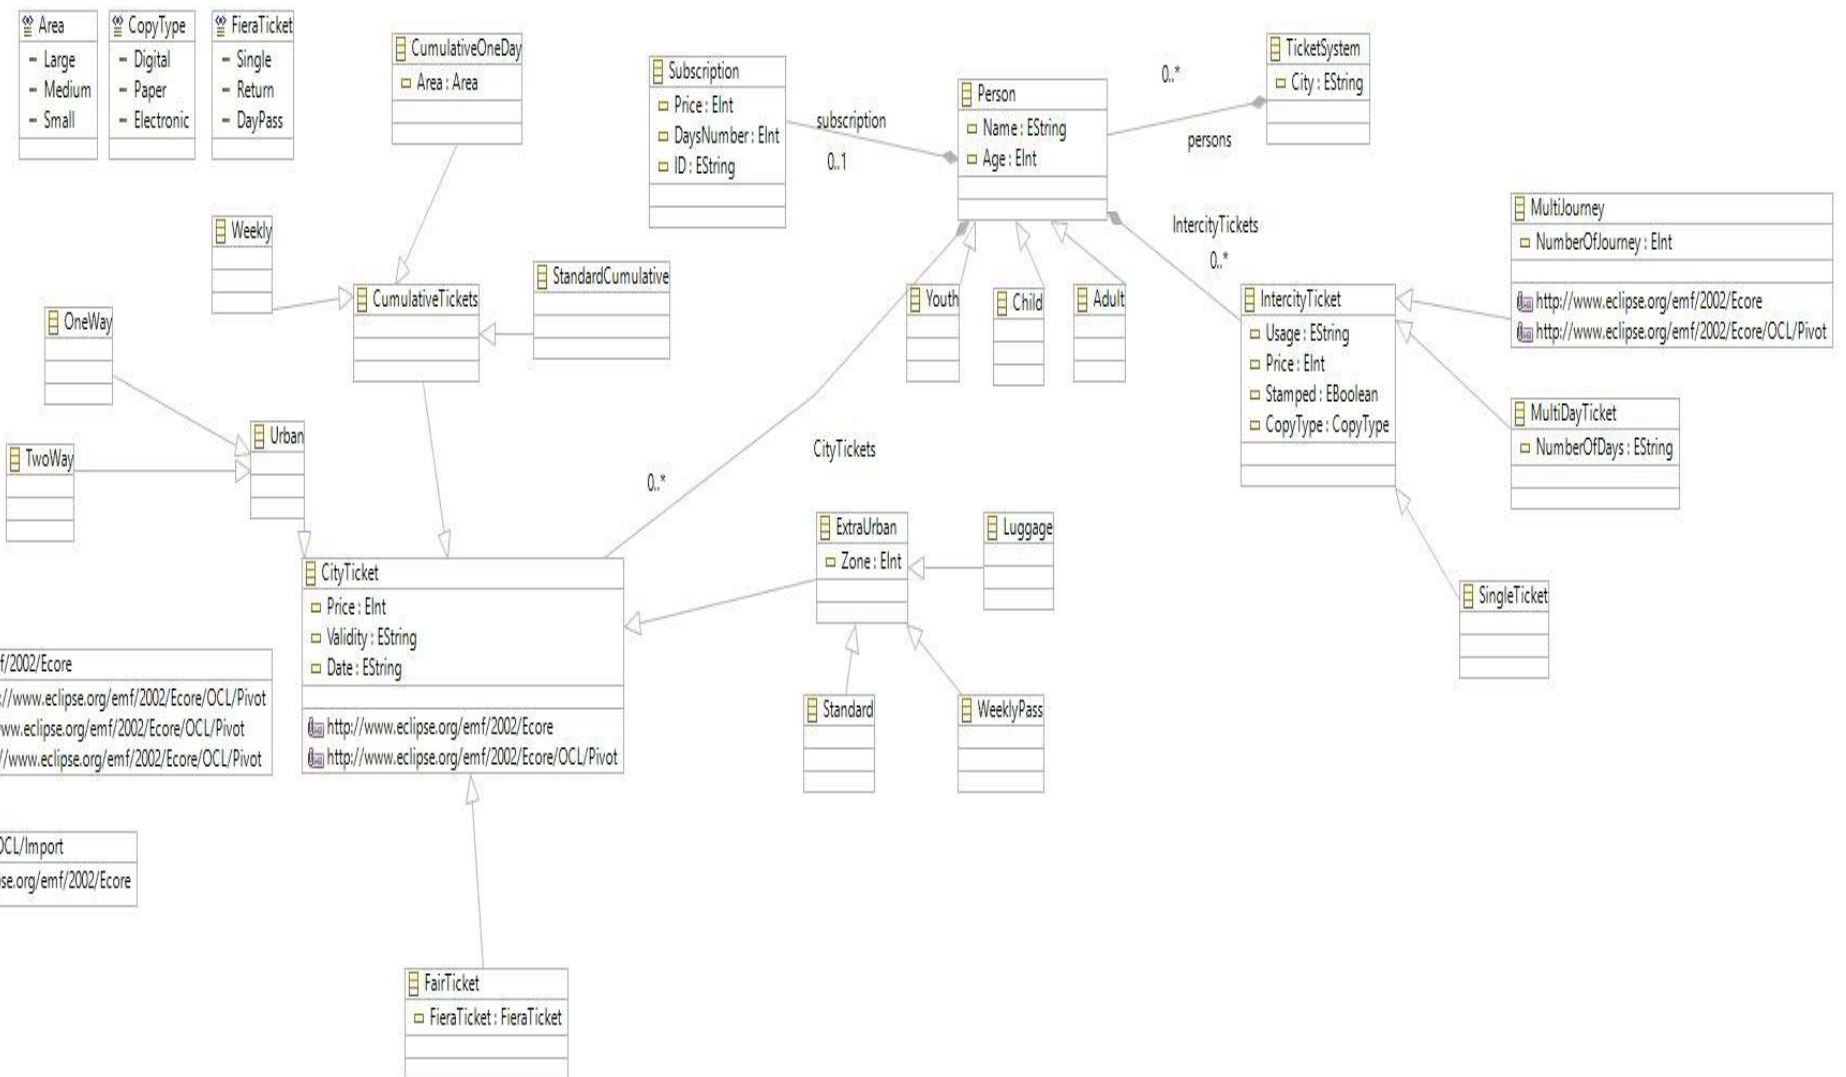 Area
Large
Medium
Small
CopyType
Digital
Paper
Electronic
FieraTicket
Single
Return
DayPass
CumulativeOneDay
Area : Area
Subscription
Price : EInt
DaysNumber : EInt
ID : EString
subscription
0..1
Person
Name : EString
Age : EInt
0..*
persons
TicketSystem
City : EString
IntercityTickets
0..*
MultiJourney
NumberOfJourney : EInt
http://www.eclipse.org/emf/2002/Ecore
http://www.eclipse.org/emf/2002/Ecore/OCL/Pivot
Weekly
CumulativeTickets
StandardCumulative
OneWay
Youth
Child
Adult
IntercityTicket
Usage : EString
Price : EInt
Stamped : EBoolean
CopyType : CopyType
MultiDayTicket
NumberOfDays : EString
Urban
TwoWay
CityTickets
0..*
ExtraUrban
Zone : EInt
Luggage
SingleTicket
CityTicket
Price : EInt
Validity : EString
Date : EString
http://www.eclipse.org/emf/2002/Ecore
http://www.eclipse.org/emf/2002/Ecore/OCL/Pivot
Standard
WeeklyPass
f/2002/Ecore
://www.eclipse.org/emf/2002/Ecore/OCL/Pivot
ww.eclipse.org/emf/2002/Ecore/OCL/Pivot
//www.eclipse.org/emf/2002/Ecore/OCL/Pivot
OCL/Import
pse.org/emf/2002/Ecore
FairTicket
FieraTicket : FieraTicket